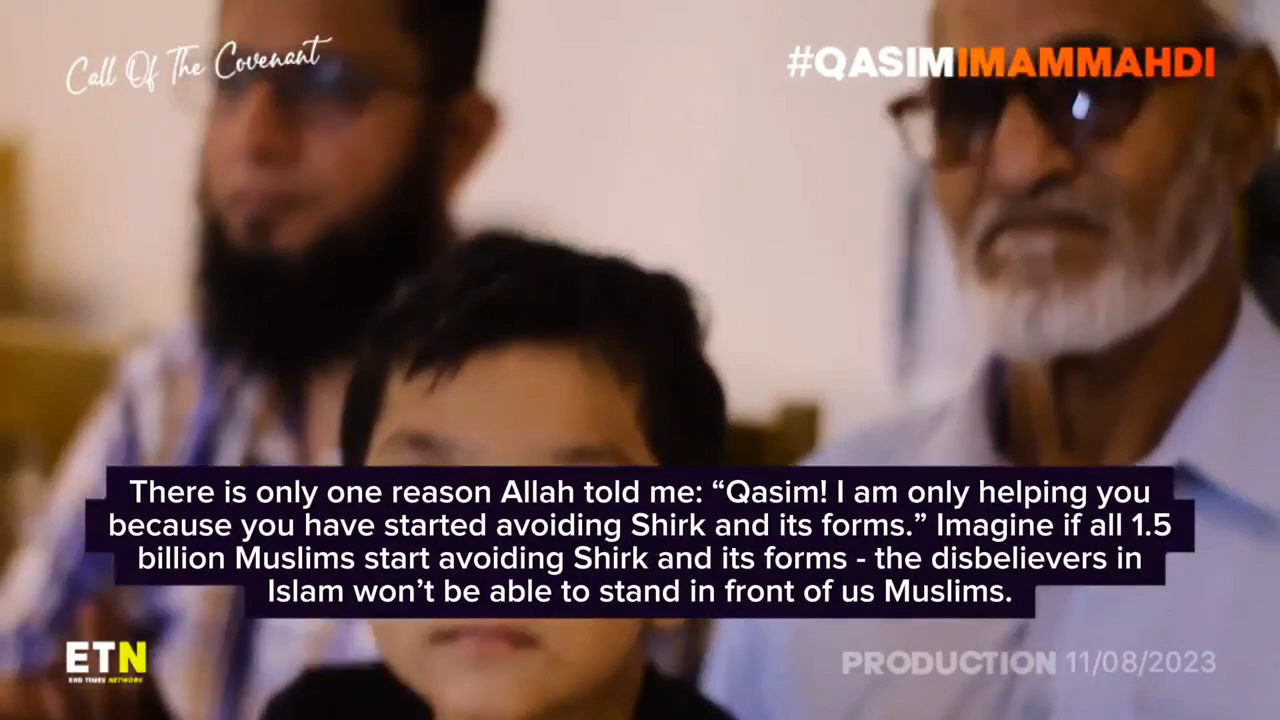 Call Of The Covenant
#QASIMIMAMMAHDI
There is only one reason Allah told me: “Qasim! I am only helping you
because you have started avoiding Shirk and its forms.” Imagine if all 1.5
billion Muslims start avoiding Shirk and its forms - the disbelievers in
Islam won’t be able to stand in front of us Muslims.
ETN
END TIMES NETWORK
PRODUCTION 11/08/2023